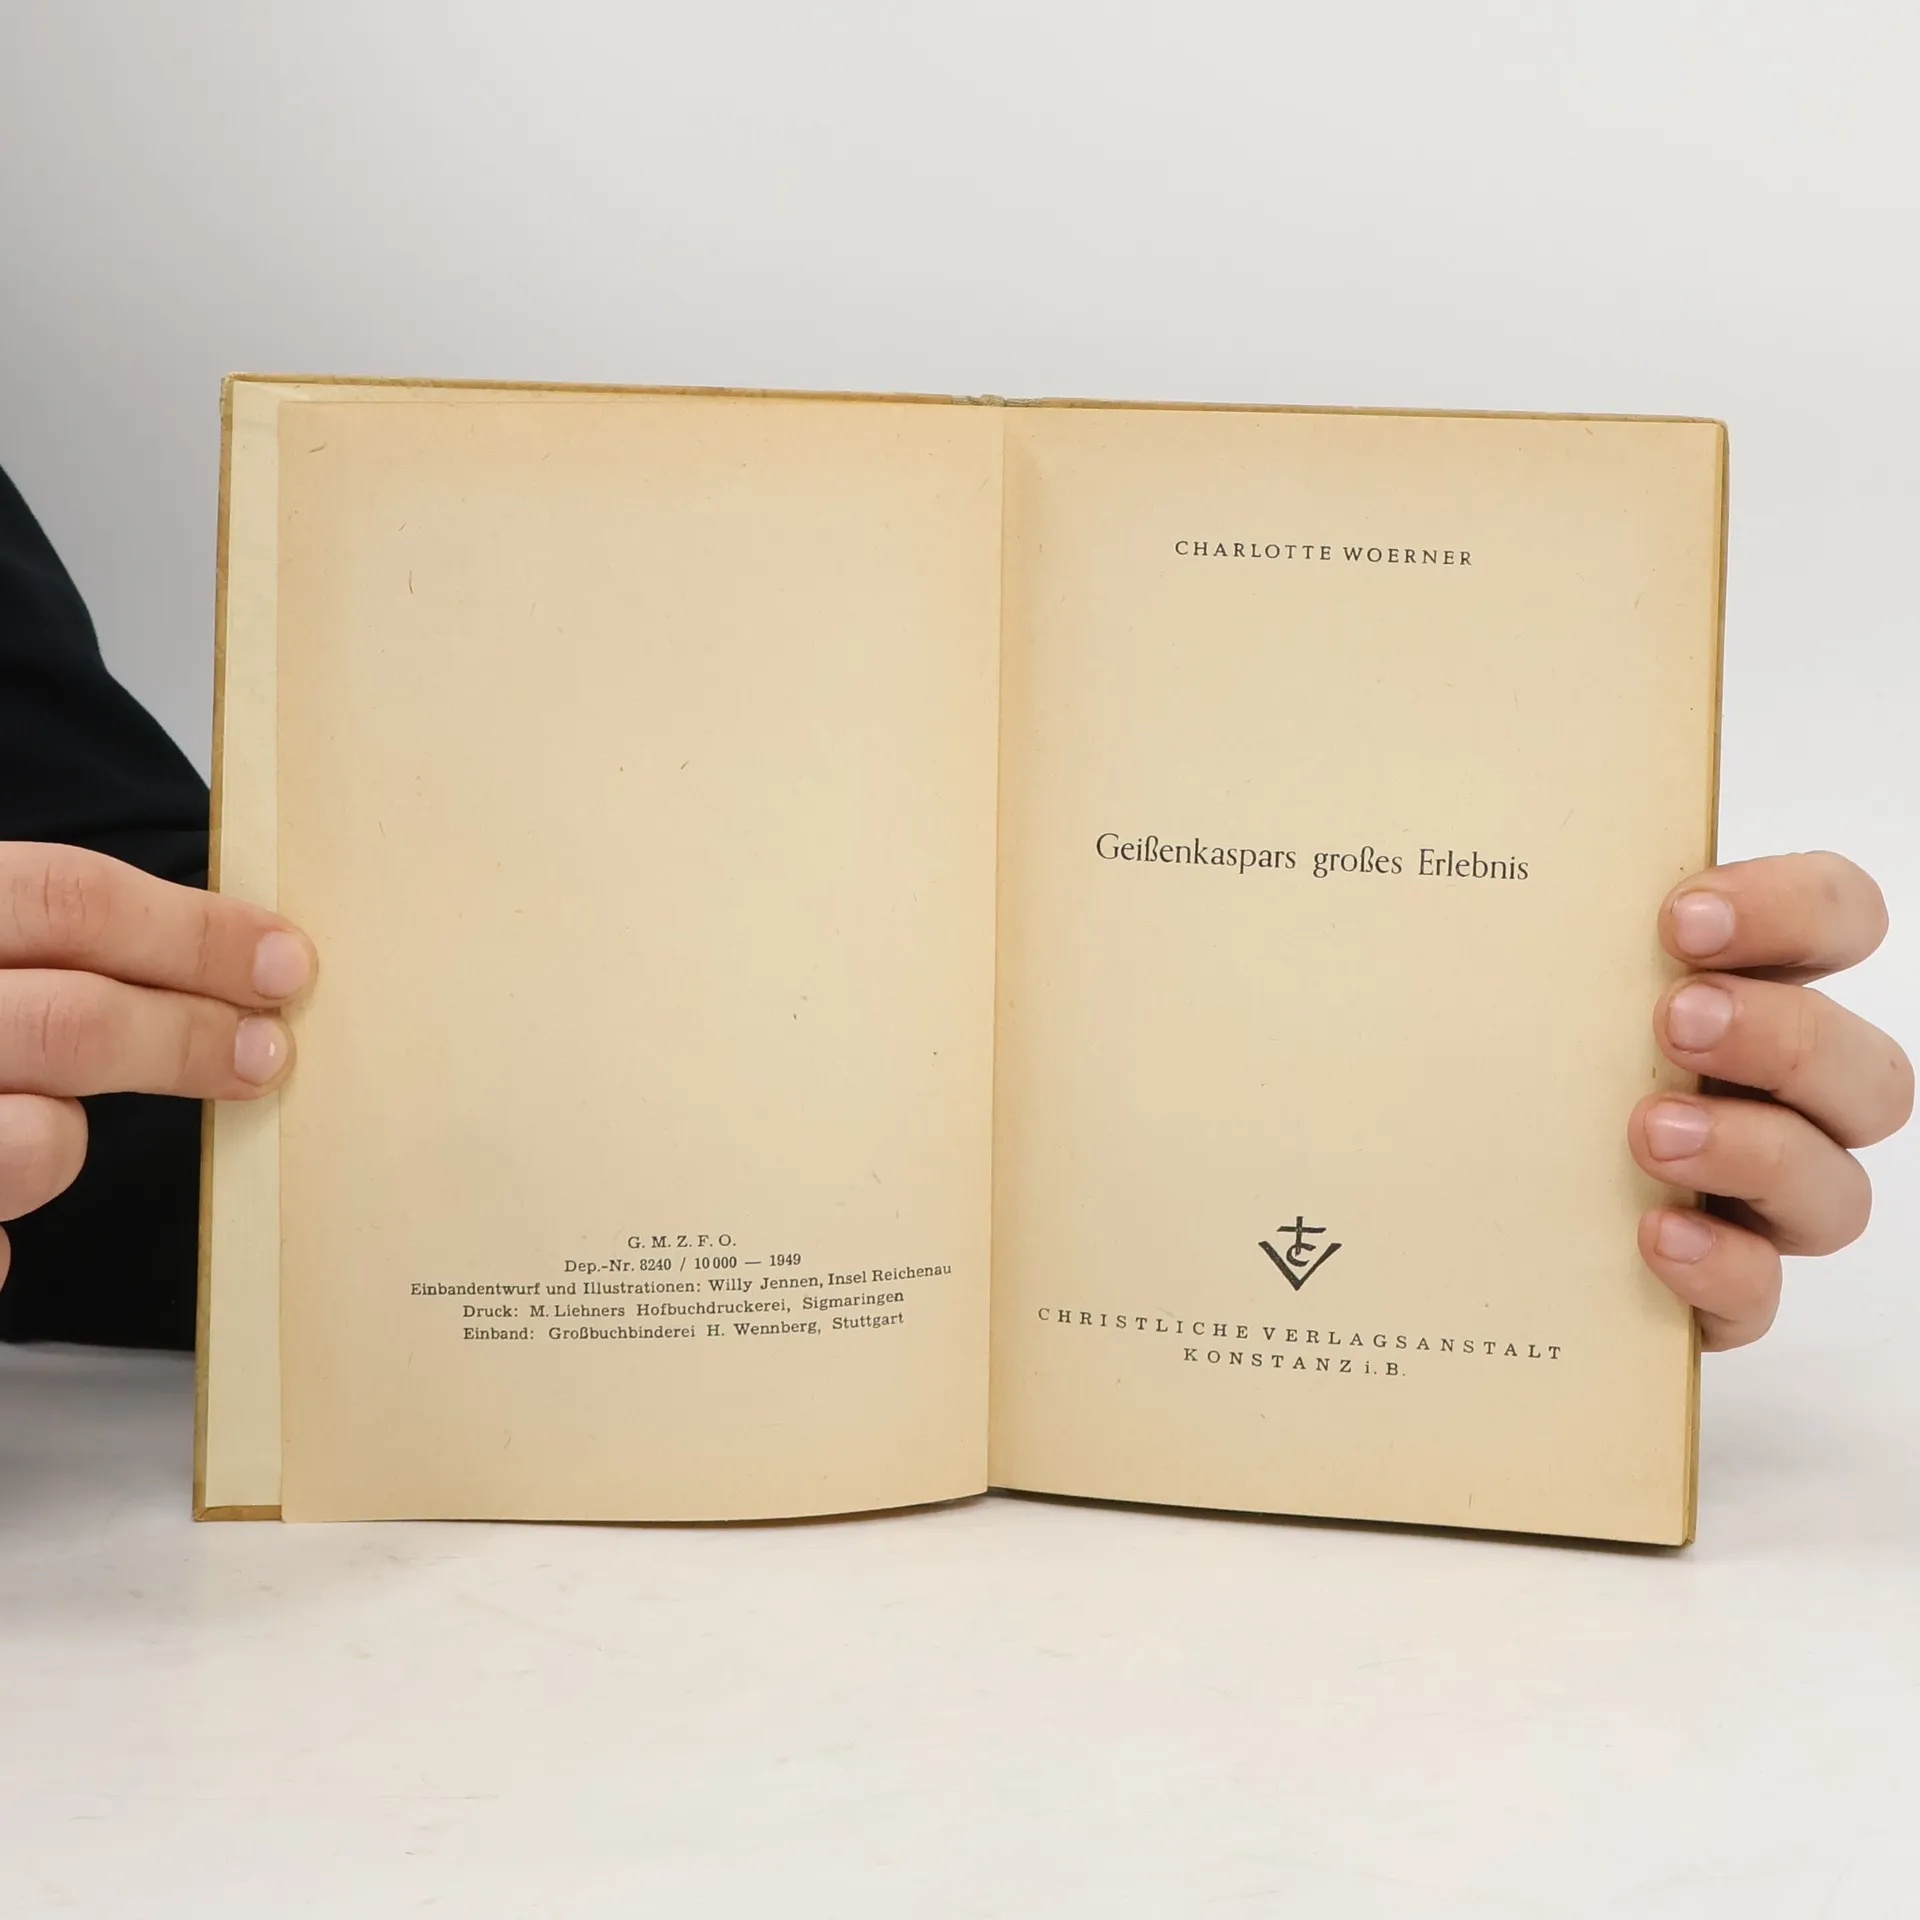 G. M. Z. F. O.
Dep.-Nr. 8240 / 10 000 — 1949
Einbandentwurf und Illustrationen: Willy Jennen, Insel Reichenau
Druck: M. Liehners Hofbuchdruckerei, Sigmaringen
Einband: Großbuchbinderei H. Wennberg, Stuttgart
CHARLOTTE WOERNER
Geißenkaspars großes Erlebnis
CHRISTLICHE VERLAGSANSTALT
KONSTANZ i. B.